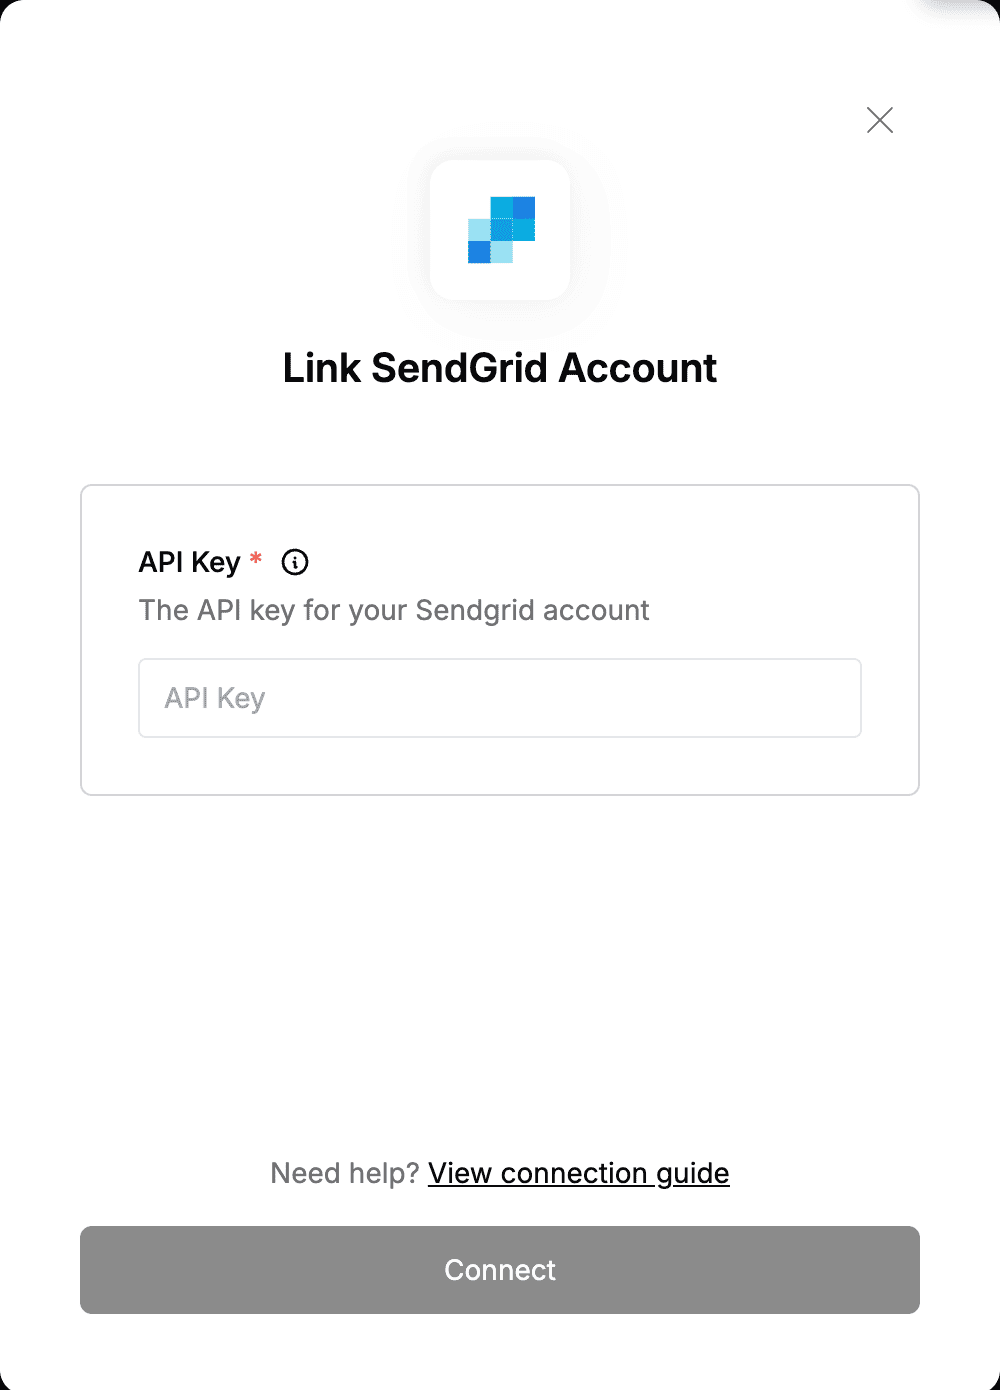 Link SendGrid Account
API Key *
The API key for your Sendgrid account
API Key
Need help? View connection guide
Connect